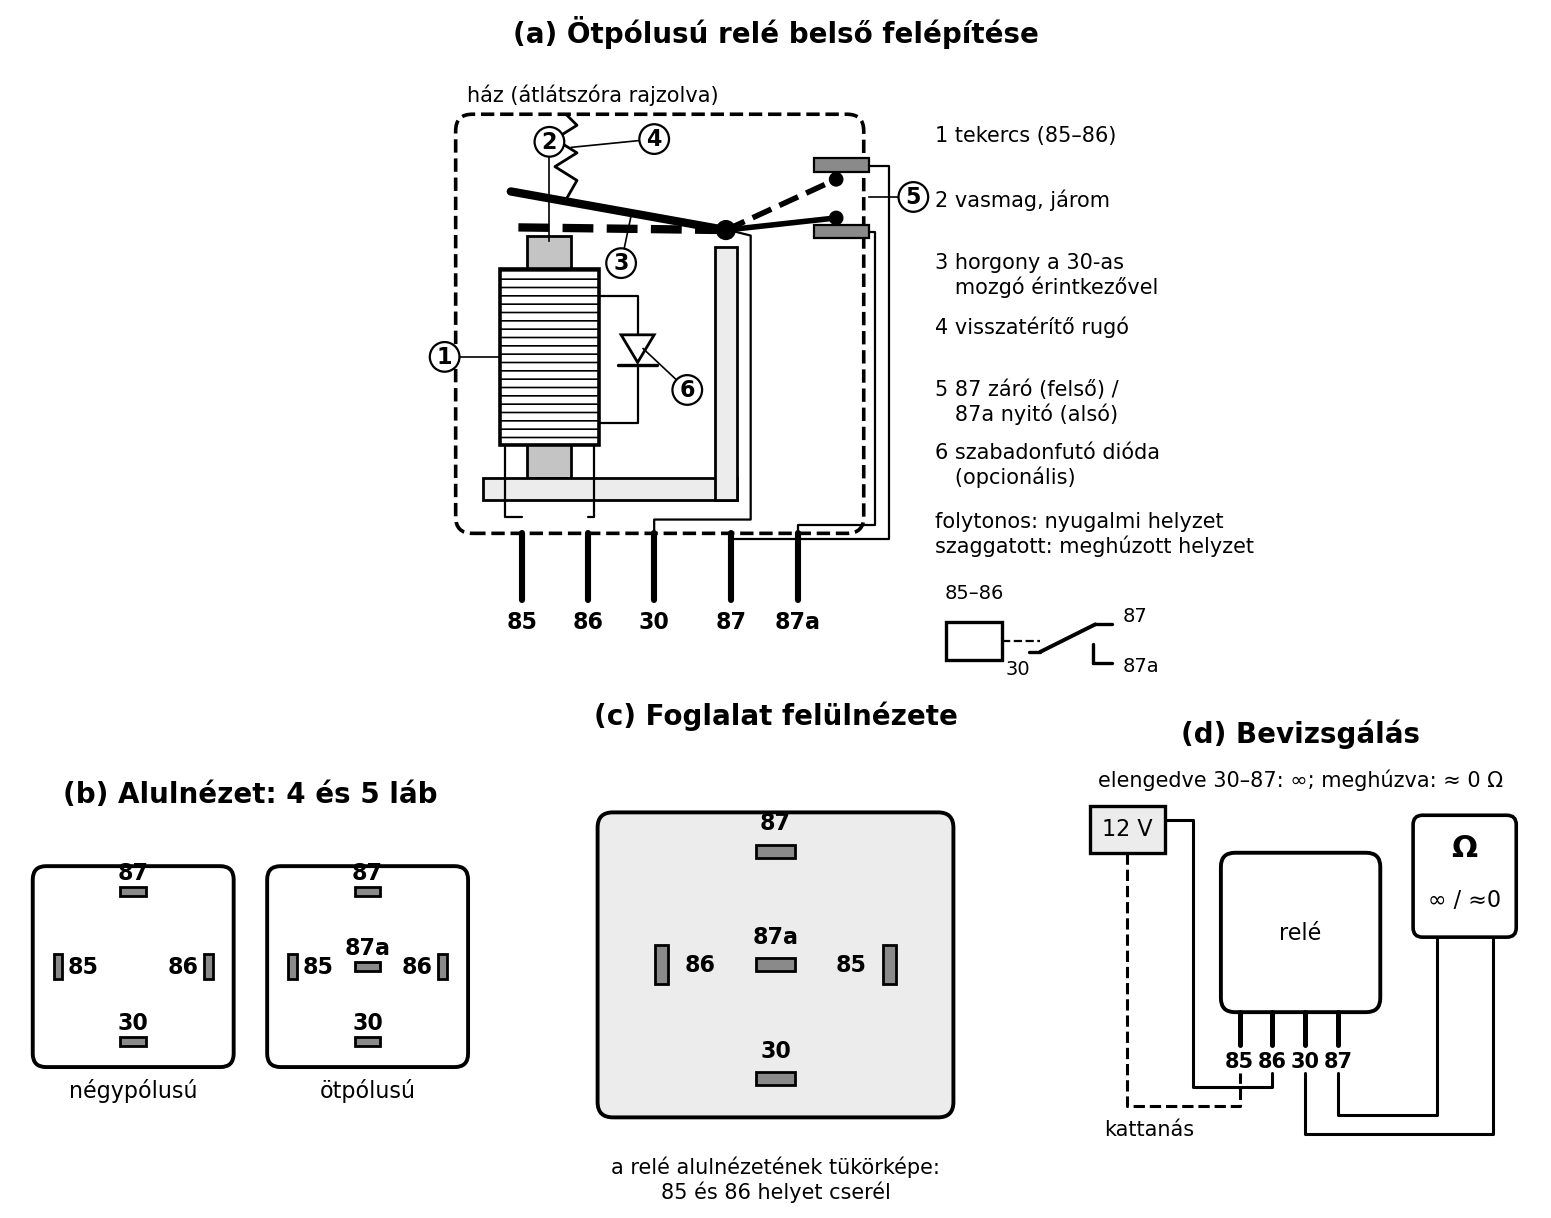 (a) Ötpólusú relé belső felépítése
ház (átlátszóra rajzolva)
2
4
5
3
1
6
1 tekercs (85–86)
2 vasmag, járom
3 horgony a 30-as
mozgó érintkezővel
4 visszatérítő rugó
5 87 záró (felső) /
87a nyitó (alsó)
6 szabadonfutó dióda
(opcionális)
folytonos: nyugalmi helyzet
szaggatott: meghúzott helyzet
85 86 30 87 87a
85–86
87
30
87a
(b) Alulnézet: 4 és 5 láb
87
85 86
30
négypólusú
87
87a
85 86
30
ötpólusú
(c) Foglalat felülnézete
87
87a
86 85
30
a relé alulnézetének tükörképe:
85 és 86 helyet cserél
(d) Bevizsgálás
elengedve 30–87: ∞; meghúzva: ≈ 0 Ω
12 V
Ω
∞ / ≈0
relé
85 86 30 87
kattanás